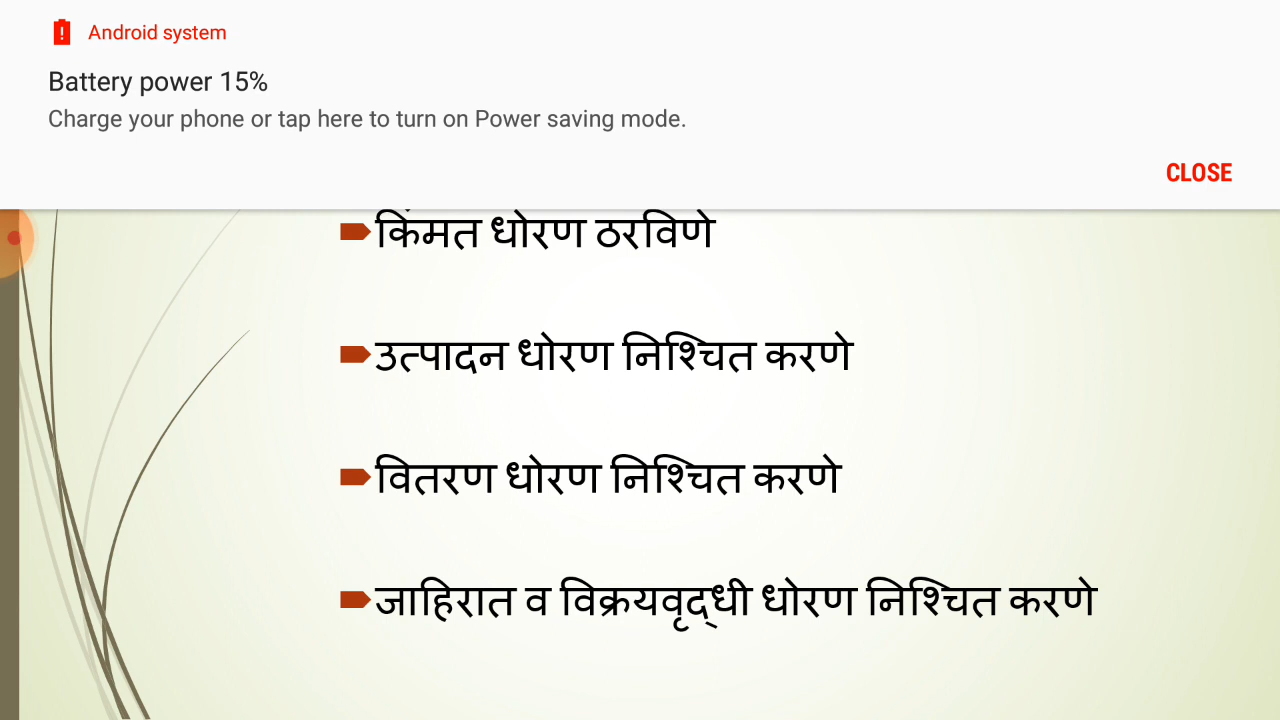 Android system
Battery power 15%
Charge your phone or tap here to turn on Power saving mode.
CLOSE
किंमत धोरण ठरविणे
उत्पादन धोरण निश्चित करणे
वितरण धोरण निश्चित करणे
जाहिरात व विक्रयवृद्धी धोरण निश्चित करणे